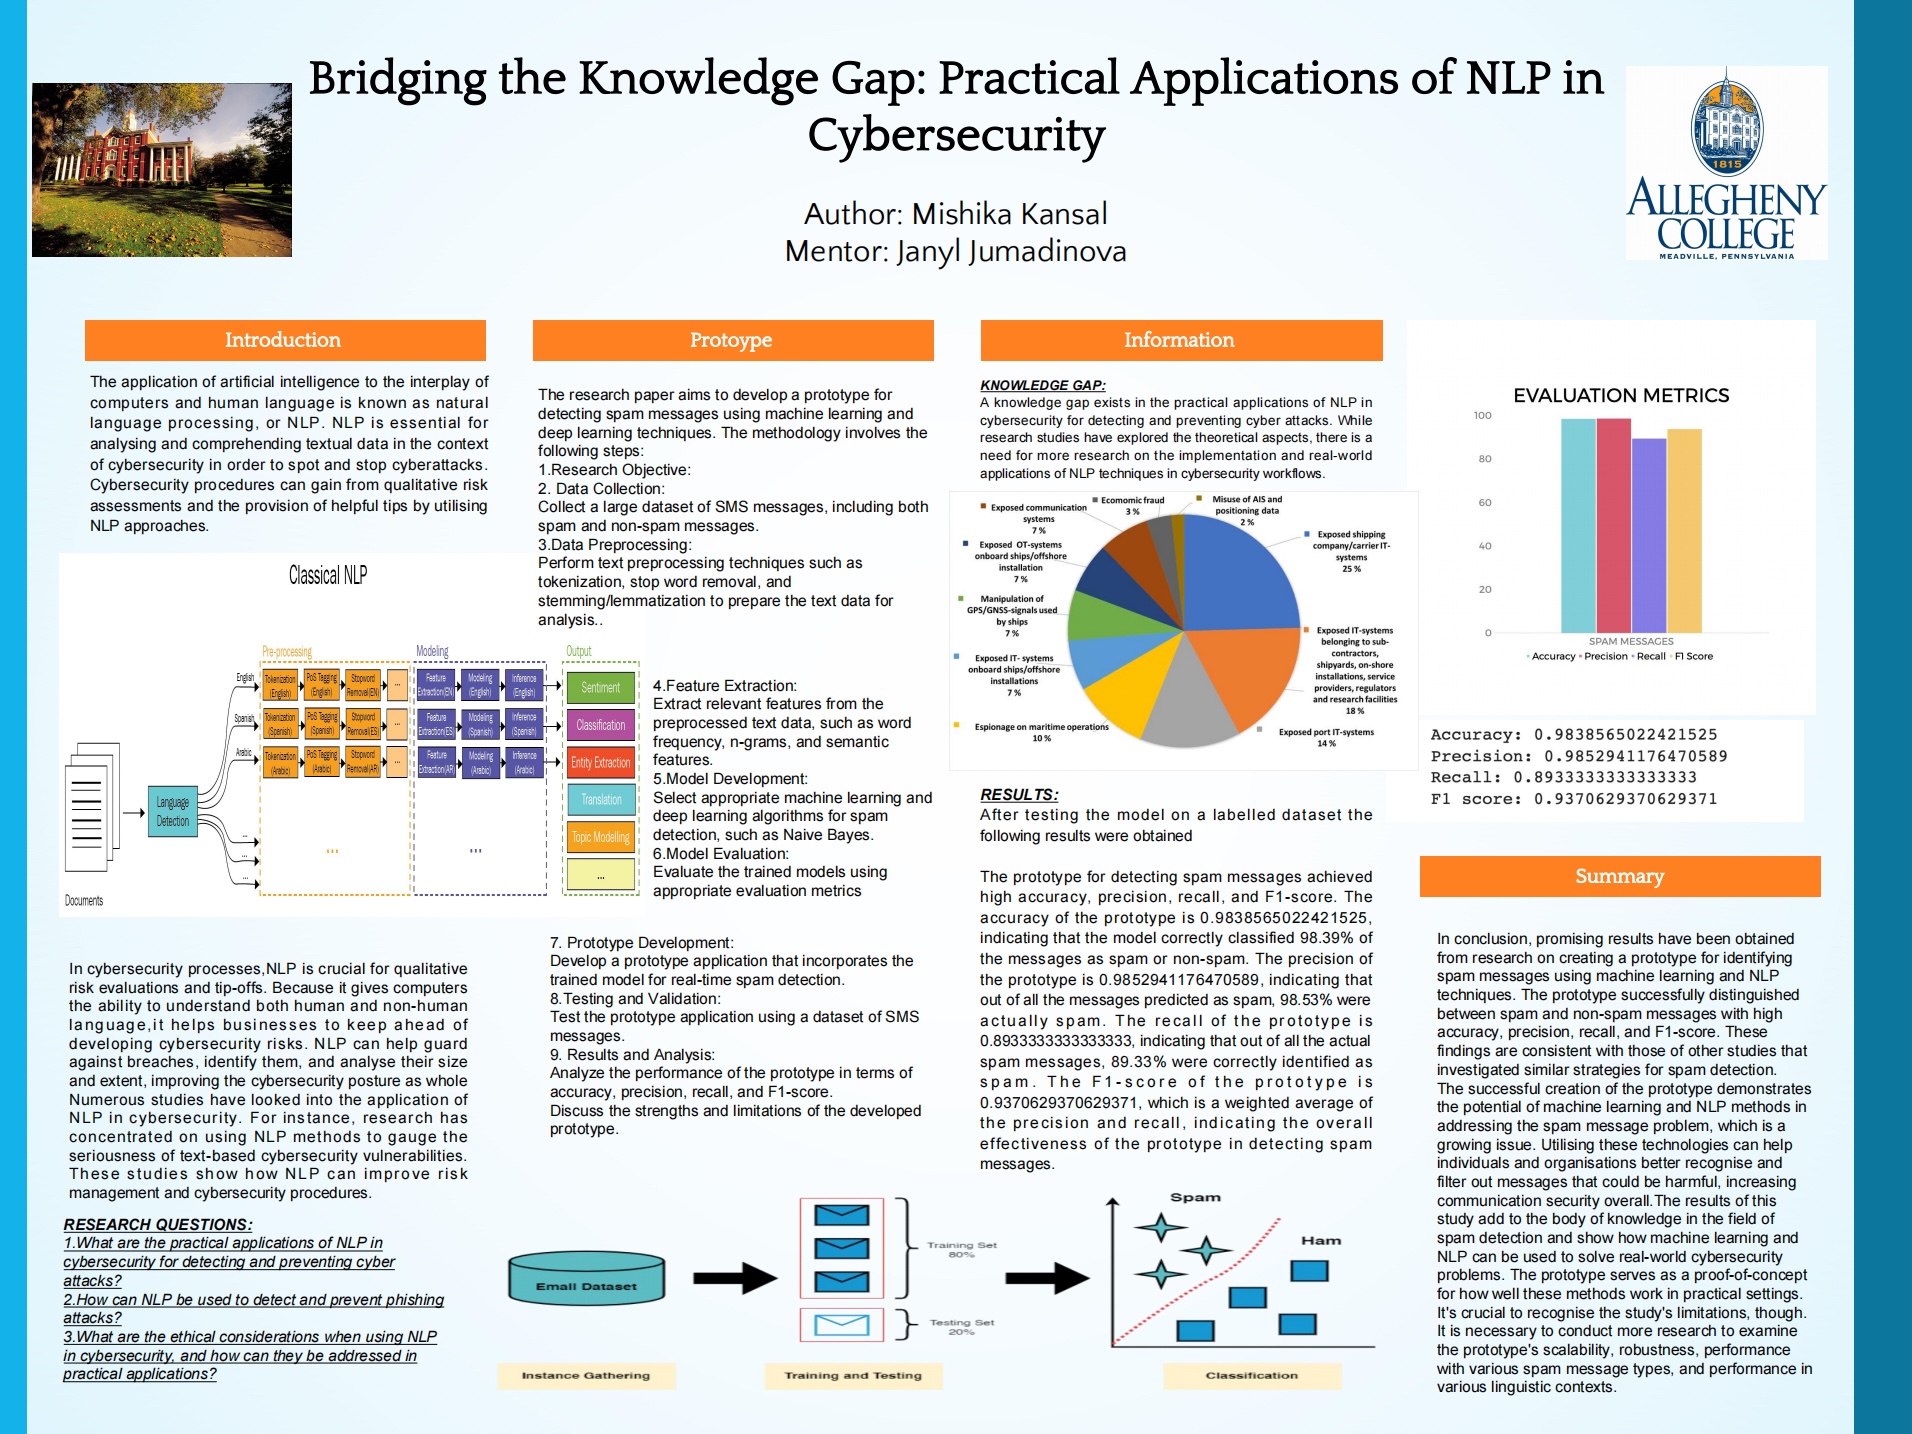 Bridging the Knowledge Gap: Practical Applications of NLP in
Cybersecurity
Author: Mishika Kansal
Mentor: Janyl Jumadinova
1815
ALLEGHENY
COLLEGE
MEADVILLE, PENNSYLVANIA
Introduction
The application of artificial intelligence to the interplay of
computers and human language is known as natural
language processing, or NLP. NLP is essential for
analysing and comprehending textual data in the context
of cybersecurity in order to spot and stop cyberattacks.
Cybersecurity procedures can gain from qualitative risk
assessments and the provision of helpful tips by utilising
NLP approaches.
Classical NLP
Pre-processing
Modeling
Output
English
Tokenization
(English)
PoS Tagging
(English)
Stopword
Removal(EN)
...
Feature
Extraction(EN)
Modeling
(English)
Inference
(English)
Sentiment
Spanish
Tokenization
(Spanish)
PoS Tagging
(Spanish)
Stopword
Removal(ES)
...
Feature
Extraction(ES)
Modeling
(Spanish)
Inference
(Spanish)
Classification
Arabic
Tokenization
(Arabic)
PoS Tagging
(Arabic)
Stopword
Removal(AR)
...
Feature
Extraction(AR)
Modeling
(Arabic)
Inference
(Arabic)
Entity Extraction
Language
Detection
Translation
...
...
...
...
...
Topic Modelling
...
Documents
In cybersecurity processes,NLP is crucial for qualitative
risk evaluations and tip-offs. Because it gives computers
the ability to understand both human and non-human
language,it helps businesses to keep ahead of
developing cybersecurity risks. NLP can help guard
against breaches, identify them, and analyse their size
and extent, improving the cybersecurity posture as whole
Numerous studies have looked into the application of
NLP in cybersecurity. For instance, research has
concentrated on using NLP methods to gauge the
seriousness of text-based cybersecurity vulnerabilities.
These studies show how NLP can improve risk
management and cybersecurity procedures.
RESEARCH QUESTIONS:
1.What are the practical applications of NLP in
cybersecurity for detecting and preventing cyber
attacks?
2.How can NLP be used to detect and prevent phishing
attacks?
3.What are the ethical considerations when using NLP
in cybersecurity, and how can they be addressed in
practical applications?
Protoype
The research paper aims to develop a prototype for
detecting spam messages using machine learning and
deep learning techniques. The methodology involves the
following steps:
1.Research Objective:
2. Data Collection:
Collect a large dataset of SMS messages, including both
spam and non-spam messages.
3.Data Preprocessing:
Perform text preprocessing techniques such as
tokenization, stop word removal, and
stemming/lemmatization to prepare the text data for
analysis..
4.Feature Extraction:
Extract relevant features from the
preprocessed text data, such as word
frequency, n-grams, and semantic
features.
5.Model Development:
Select appropriate machine learning and
deep learning algorithms for spam
detection, such as Naive Bayes.
6.Model Evaluation:
Evaluate the trained models using
appropriate evaluation metrics
7. Prototype Development:
Develop a prototype application that incorporates the
trained model for real-time spam detection.
8.Testing and Validation:
Test the prototype application using a dataset of SMS
messages.
9. Results and Analysis:
Analyze the performance of the prototype in terms of
accuracy, precision, recall, and F1-score.
Discuss the strengths and limitations of the developed
prototype.
Email Dataset
Training Set
80%
Testing Set
20%
Spam
Ham
Instance Gathering
Training and Testing
Classification
Information
KNOWLEDGE GAP:
A knowledge gap exists in the practical applications of NLP in
cybersecurity for detecting and preventing cyber attacks. While
research studies have explored the theoretical aspects, there is a
need for more research on the implementation and real-world
applications of NLP techniques in cybersecurity workflows.
Economic fraud
3 %
Misuse of AIS and
positioning data
2 %
Exposed communication
systems
7 %
Exposed shipping
company/carrier IT-
systems
25 %
Exposed OT-systems
onboard ships/offshore
installation
7 %
Manipulation of
GPS/GNSS-signals used
by ships
7 %
Exposed IT-systems
belonging to sub-
contractors,
shipyards, on-shore
installations, service
providers, regulators
and research facilities
18 %
Exposed IT- systems
onboard ships/offshore
installations
7 %
Espionage on maritime operations
10 %
Exposed port IT-systems
14 %
RESULTS:
After testing the model on a labelled dataset the
following results were obtained
The prototype for detecting spam messages achieved
high accuracy, precision, recall, and F1-score. The
accuracy of the prototype is 0.9838565022421525,
indicating that the model correctly classified 98.39% of
the messages as spam or non-spam. The precision of
the prototype is 0.9852941176470589, indicating that
out of all the messages predicted as spam, 98.53% were
actually spam. The recall of the prototype is
0.8933333333333333, indicating that out of all the actual
spam messages, 89.33% were correctly identified as
spam. The F1-score of the prototype is
0.9370629370629371, which is a weighted average of
the precision and recall, indicating the overall
effectiveness of the prototype in detecting spam
messages.
EVALUATION METRICS
100
80
60
40
20
0
SPAM MESSAGES
Accuracy Precision Recall F1 Score
Accuracy: 0.9838565022421525
Precision: 0.9852941176470589
Recall: 0.8933333333333333
F1 score: 0.9370629370629371
Summary
In conclusion, promising results have been obtained
from research on creating a prototype for identifying
spam messages using machine learning and NLP
techniques. The prototype successfully distinguished
between spam and non-spam messages with high
accuracy, precision, recall, and F1-score. These
findings are consistent with those of other studies that
investigated similar strategies for spam detection.
The successful creation of the prototype demonstrates
the potential of machine learning and NLP methods in
addressing the spam message problem, which is a
growing issue. Utilising these technologies can help
individuals and organisations better recognise and
filter out messages that could be harmful, increasing
communication security overall.The results of this
study add to the body of knowledge in the field of
spam detection and show how machine learning and
NLP can be used to solve real-world cybersecurity
problems. The prototype serves as a proof-of-concept
for how well these methods work in practical settings.
It's crucial to recognise the study's limitations, though.
It is necessary to conduct more research to examine
the prototype's scalability, robustness, performance
with various spam message types, and performance in
various linguistic contexts.